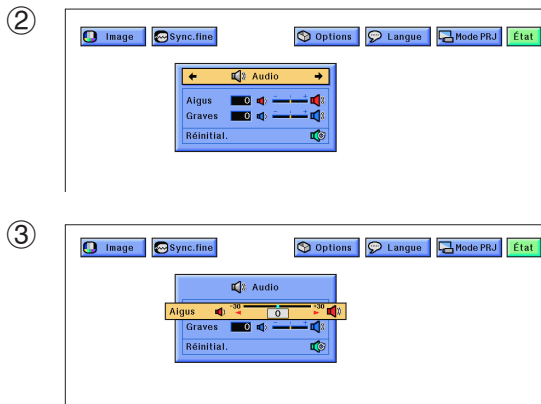 ②
Image Sync.fine Options Langue Mode PRJ État
Audio
Aigus 0 - +
Graves 0 - +
Réinitial.
③
Image Sync.fine Options Langue Mode PRJ État
Audio
Aigus -30 0 +30
Graves 0 - +
Réinitial.